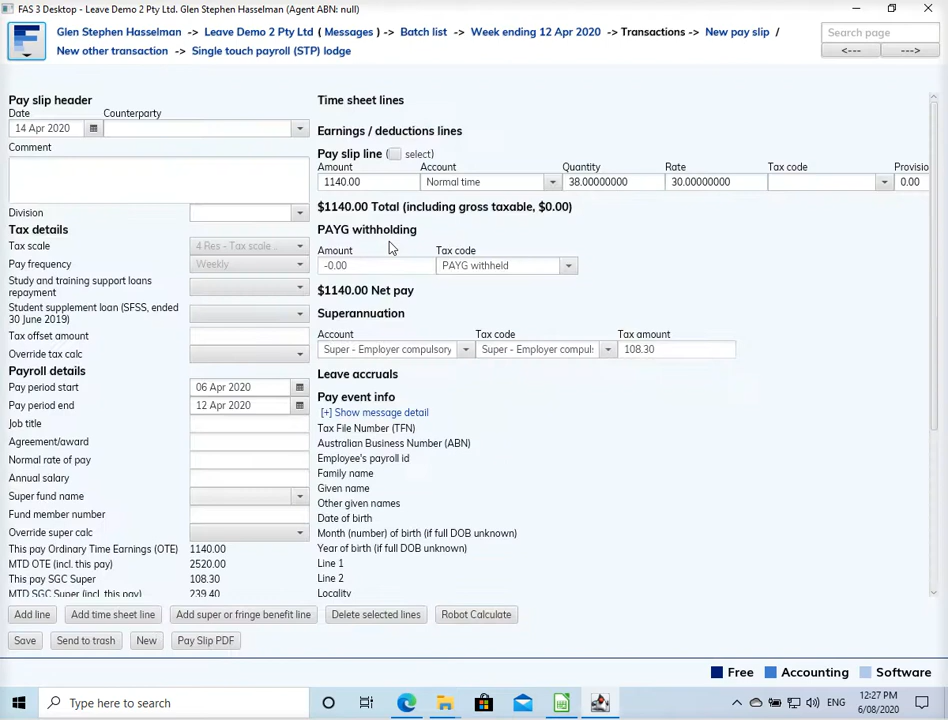 FAS 3 Desktop - Leave Demo 2 Pty Ltd. Glen Stephen Hasselman (Agent ABN: null)
Glen Stephen Hasselman -> Leave Demo 2 Pty Ltd ( Messages ) -> Batch list -> Week ending 12 Apr 2020 -> Transactions -> New pay slip /
New other transaction -> Single touch payroll (STP) lodge
Search page
<--- --->
Pay slip header
Date Counterparty
14 Apr 2020
Comment
Division
Tax details
Tax scale 4 Res - Tax scale ..
Pay frequency Weekly
Study and training support loans
repayment
Student supplement loan (SFSS, ended
30 June 2019)
Tax offset amount
Override tax calc
Payroll details
Pay period start 06 Apr 2020
Pay period end 12 Apr 2020
Job title
Agreement/award
Normal rate of pay
Annual salary
Super fund name
Fund member number
Override super calc
This pay Ordinary Time Earnings (OTE) 1140.00
MTD OTE (incl. this pay) 2520.00
This pay SGC Super 108.30
MTD SGC Super (incl. this pay) 239.40
Time sheet lines
Earnings / deductions lines
Pay slip line ( select)
Amount Account Quantity Rate Tax code Provisio
1140.00 Normal time 38.00000000 30.00000000 0.00
$1140.00 Total (including gross taxable, $0.00)
PAYG withholding
Amount Tax code
-0.00 PAYG withheld
$1140.00 Net pay
Superannuation
Account Tax code Tax amount
Super - Employer compulsory Super - Employer compul: 108.30
Leave accruals
Pay event info
[+] Show message detail
Tax File Number (TFN)
Australian Business Number (ABN)
Employee's payroll id
Family name
Given name
Other given names
Date of birth
Month (number) of birth (if full DOB unknown)
Year of birth (if full DOB unknown)
Line 1
Line 2
Locality
Add line Add time sheet line Add super or fringe benefit line Delete selected lines Robot Calculate
Save Send to trash New Pay Slip PDF
Free Accounting Software
Type here to search
ENG
12:27 PM
6/08/2020